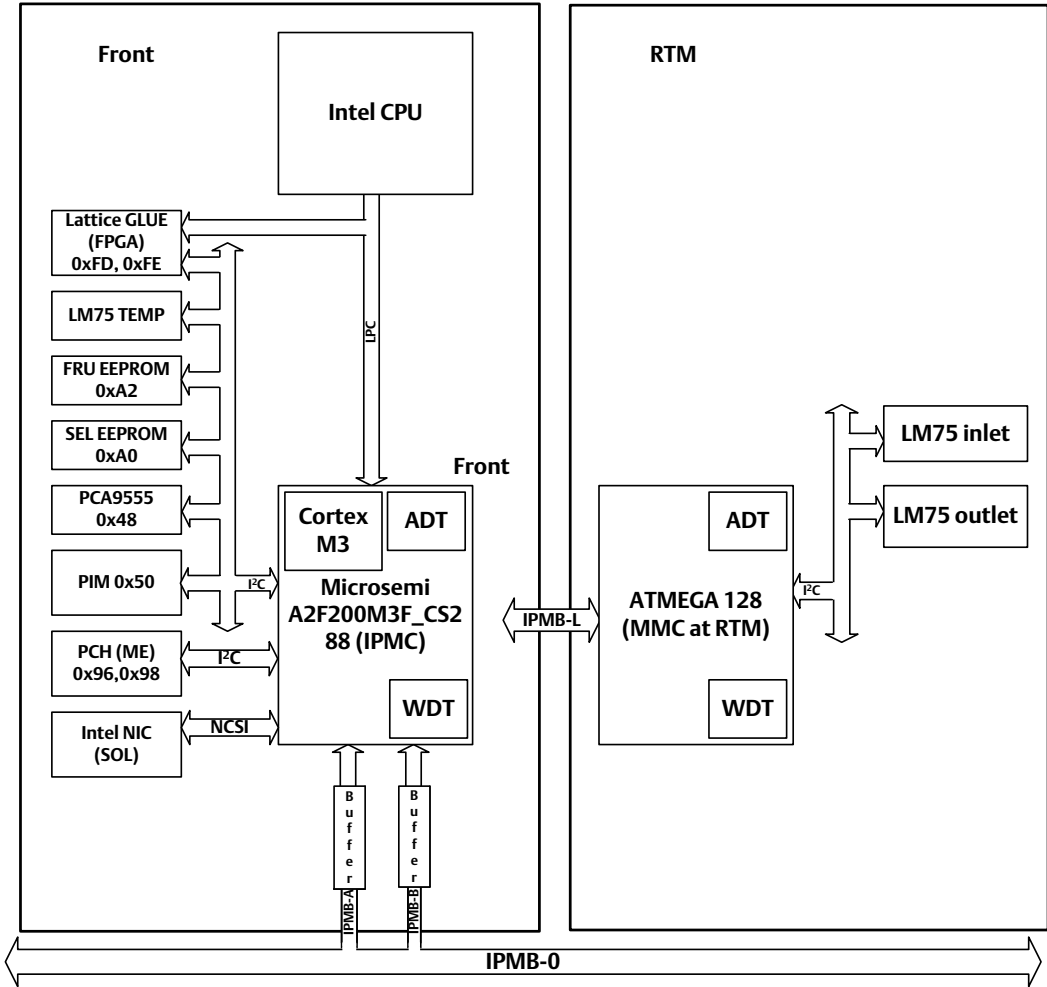 Front
RTM
Intel CPU
Lattice GLUE
(FPGA)
0xFD, 0xFE
LM75 TEMP
LPC
FRU EEPROM
0xA2
SEL EEPROM
0xA0
PCA9555
0x48
PIM 0x50
I²C
PCH (ME)
0x96,0x98
I²C
Intel NIC
(SOL)
NCSI
Front
Cortex
M3
ADT
Microsemi
A2F200M3F_CS2
88 (IPMC)
WDT
IPMB-L
ADT
ATMEGA 128
(MMC at RTM)
WDT
I²C
LM75 inlet
LM75 outlet
Buffer
Buffer
IPMB-A
IPMB-B
IPMB-0